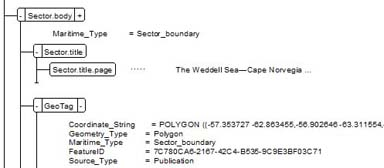 - Sector.body +
Maritime_Type = Sector_boundary
- Sector.title
Sector.title.page ····· The Weddell Sea—Cape Norvegia ...
- GeoTag -
Coordinate_String = POLYGON ((-57.353727 -62.863455,-56.902646 -63.311554,-
Geometry_Type = Polygon
Maritime_Type = Sector_boundary
FeatureID = 7C780CA6-2167-42C4-B535-9C9E3BF03C71
Source_Type = Publication